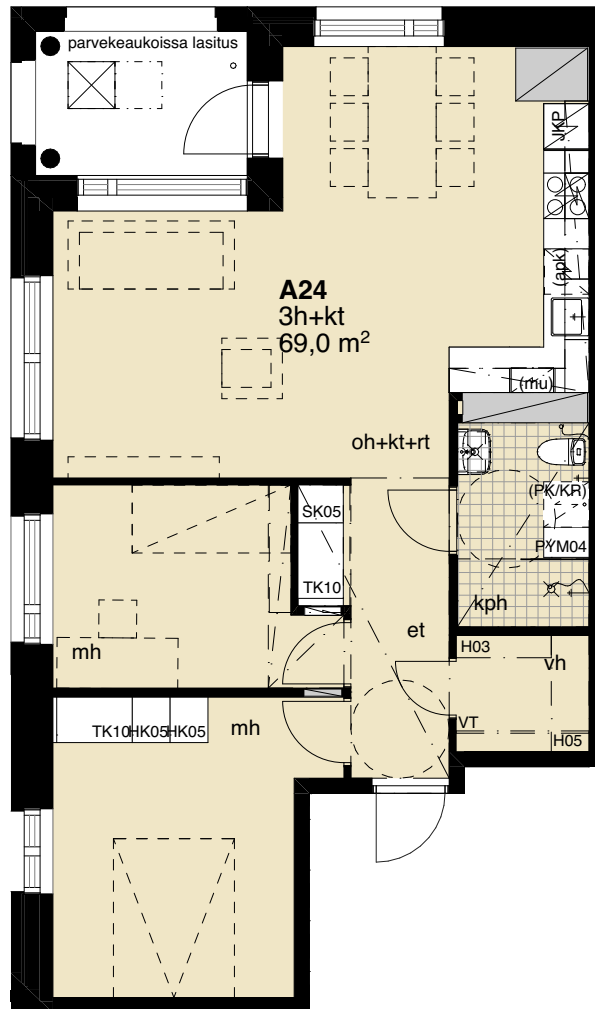 parvekeaukoissa lasitus
JKP
(apk)
A24
3h+kt
69,0 m²
(mu)
oh+kt+rt
(PK/KR)
SK05
PYM04
TK10
kph
et
mh
H03
vh
VT
H05
TK10
HK05
HK05
mh